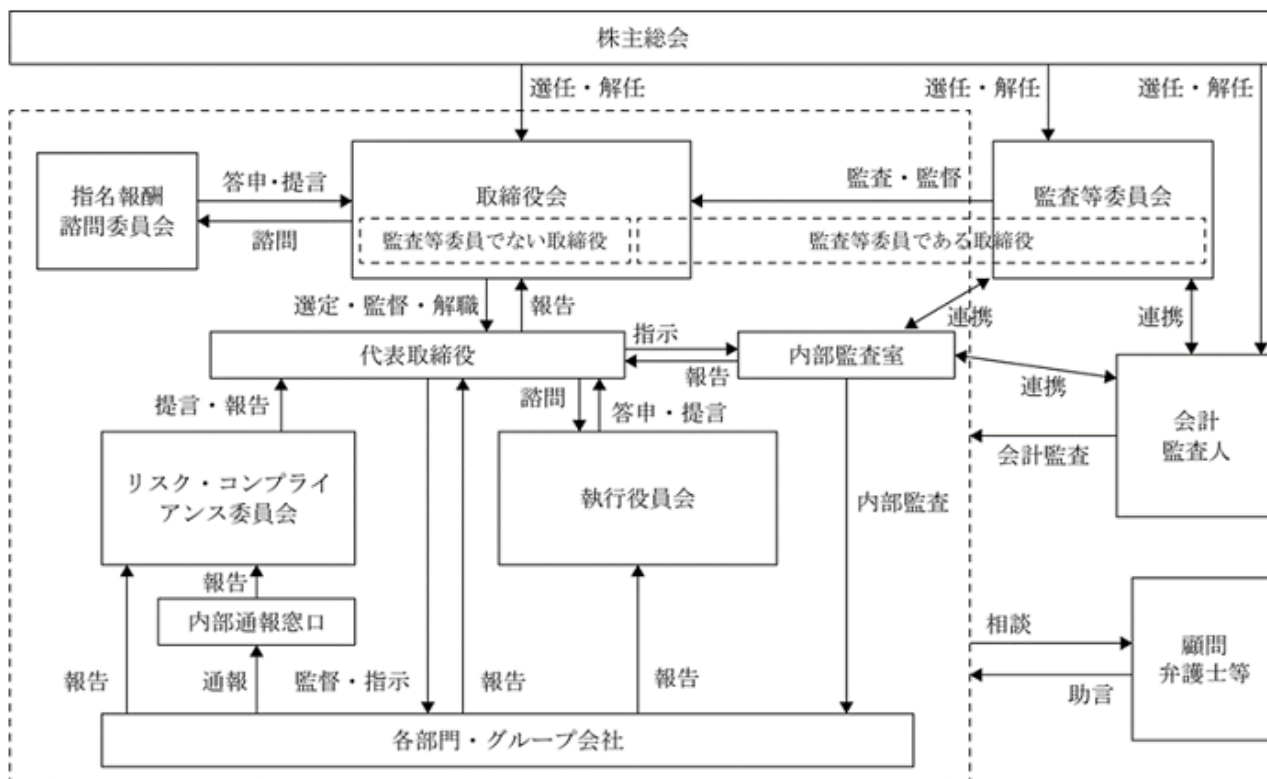 株主総会
選任・解任
選任・解任
選任・解任
指名報酬
諮問委員会
答申・提言
諮問
取締役会
監査等委員でない取締役
監査等委員である取締役
監査・監督
監査等委員会
選定・監督・解職
報告
連携
連携
代表取締役
指示
報告
内部監査室
連携
提言・報告
諮問
答申・提言
会計
監査人
会計監査
リスク・コンプライ
アンス委員会
執行役員会
内部監査
報告
内部通報窓口
相談
顧問
弁護士等
助言
報告
通報
監督・指示
報告
報告
各部門・グループ会社